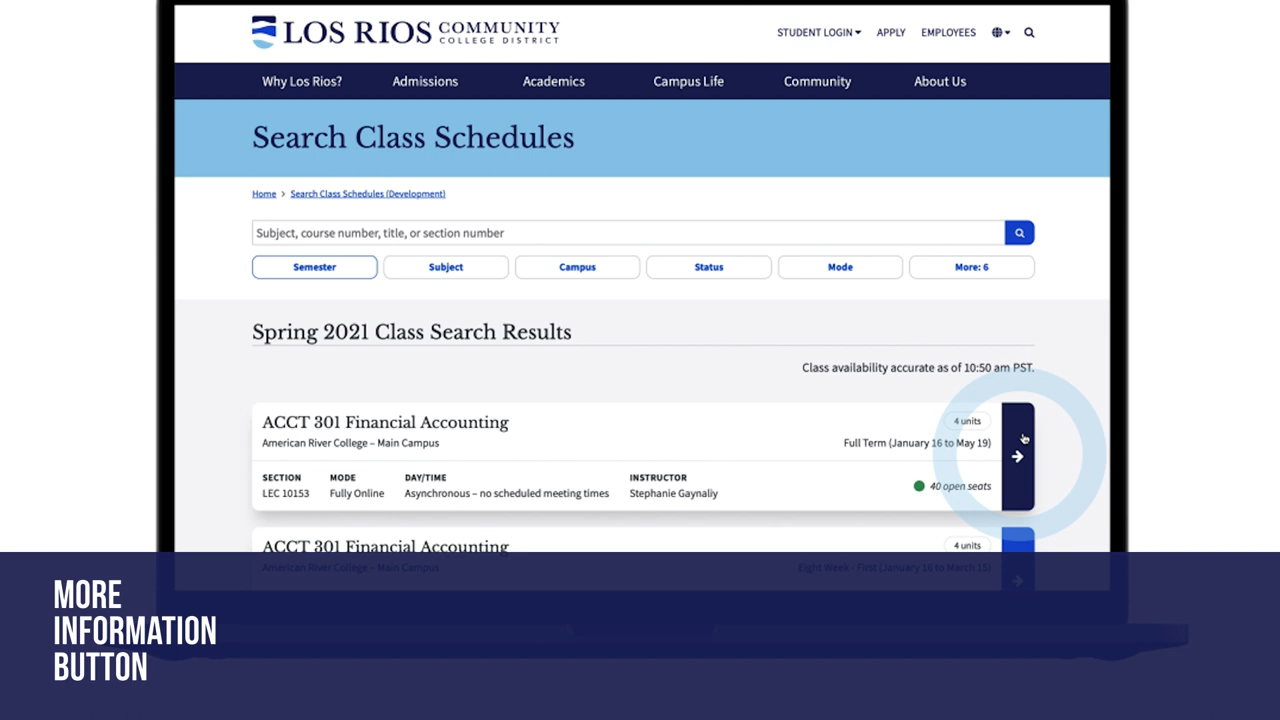 LOS RIOS COMMUNITY COLLEGE DISTRICT
STUDENT LOGIN APPLY EMPLOYEES
Why Los Rios? Admissions Academics Campus Life Community About Us
Search Class Schedules
Home > Search Class Schedules (Development)
Subject, course number, title, or section number
Semester Subject Campus Status Mode More: 6
Spring 2021 Class Search Results
Class availability accurate as of 10:50 am PST.
ACCT 301 Financial Accounting 4 units
American River College – Main Campus Full Term (January 16 to May 19)
SECTION MODE DAY/TIME INSTRUCTOR
LEC 10153 Fully Online Asynchronous – no scheduled meeting times Stephanie Gaynaliy 40 open seats
ACCT 301 Financial Accounting 4 units
American River College – Main Campus Eight Week - First (January 16 to March 15)
MORE
INFORMATION
BUTTON